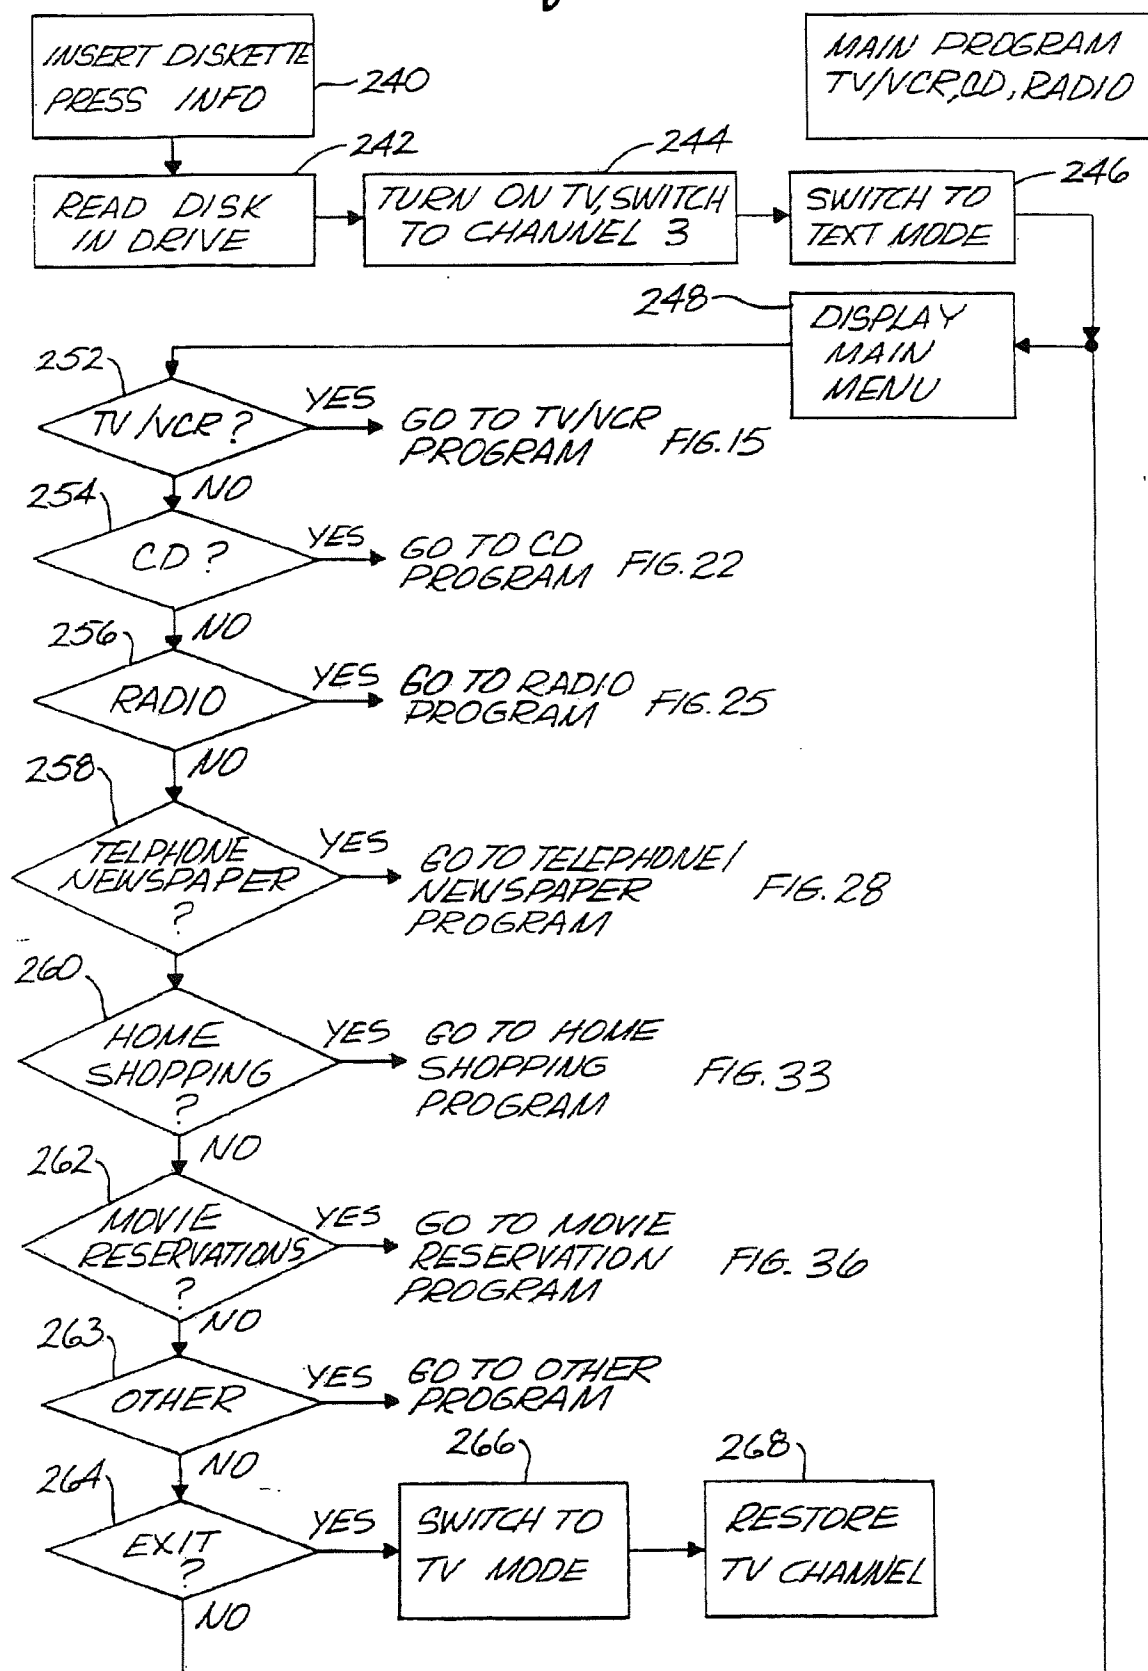 INSERT DISKETTE
PRESS INFO
240
MAIN PROGRAM
TV/VCR,CD,RADIO
242
READ DISK
IN DRIVE
244
TURN ON TV,SWITCH
TO CHANNEL 3
246
SWITCH TO
TEXT MODE
248
DISPLAY
MAIN
MENU
252
TV/VCR?
YES
GO TO TV/VCR
PROGRAM
FIG.15
NO
254
CD?
YES
GO TO CD
PROGRAM
FIG.22
NO
256
RADIO
YES
GO TO RADIO
PROGRAM
FIG.25
NO
258
TELPHONE
NEWSPAPER
?
YES
GO TO TELEPHONE/
NEWSPAPER
PROGRAM
FIG.28
260
HOME
SHOPPING
?
YES
GO TO HOME
SHOPPING
PROGRAM
FIG.33
NO
262
MOVIE
RESERVATIONS
?
YES
GO TO MOVIE
RESERVATION
PROGRAM
FIG.36
NO
263
OTHER
YES
GO TO OTHER
PROGRAM
NO
264
EXIT
?
YES
266
SWITCH TO
TV MODE
268
RESTORE
TV CHANNEL
NO